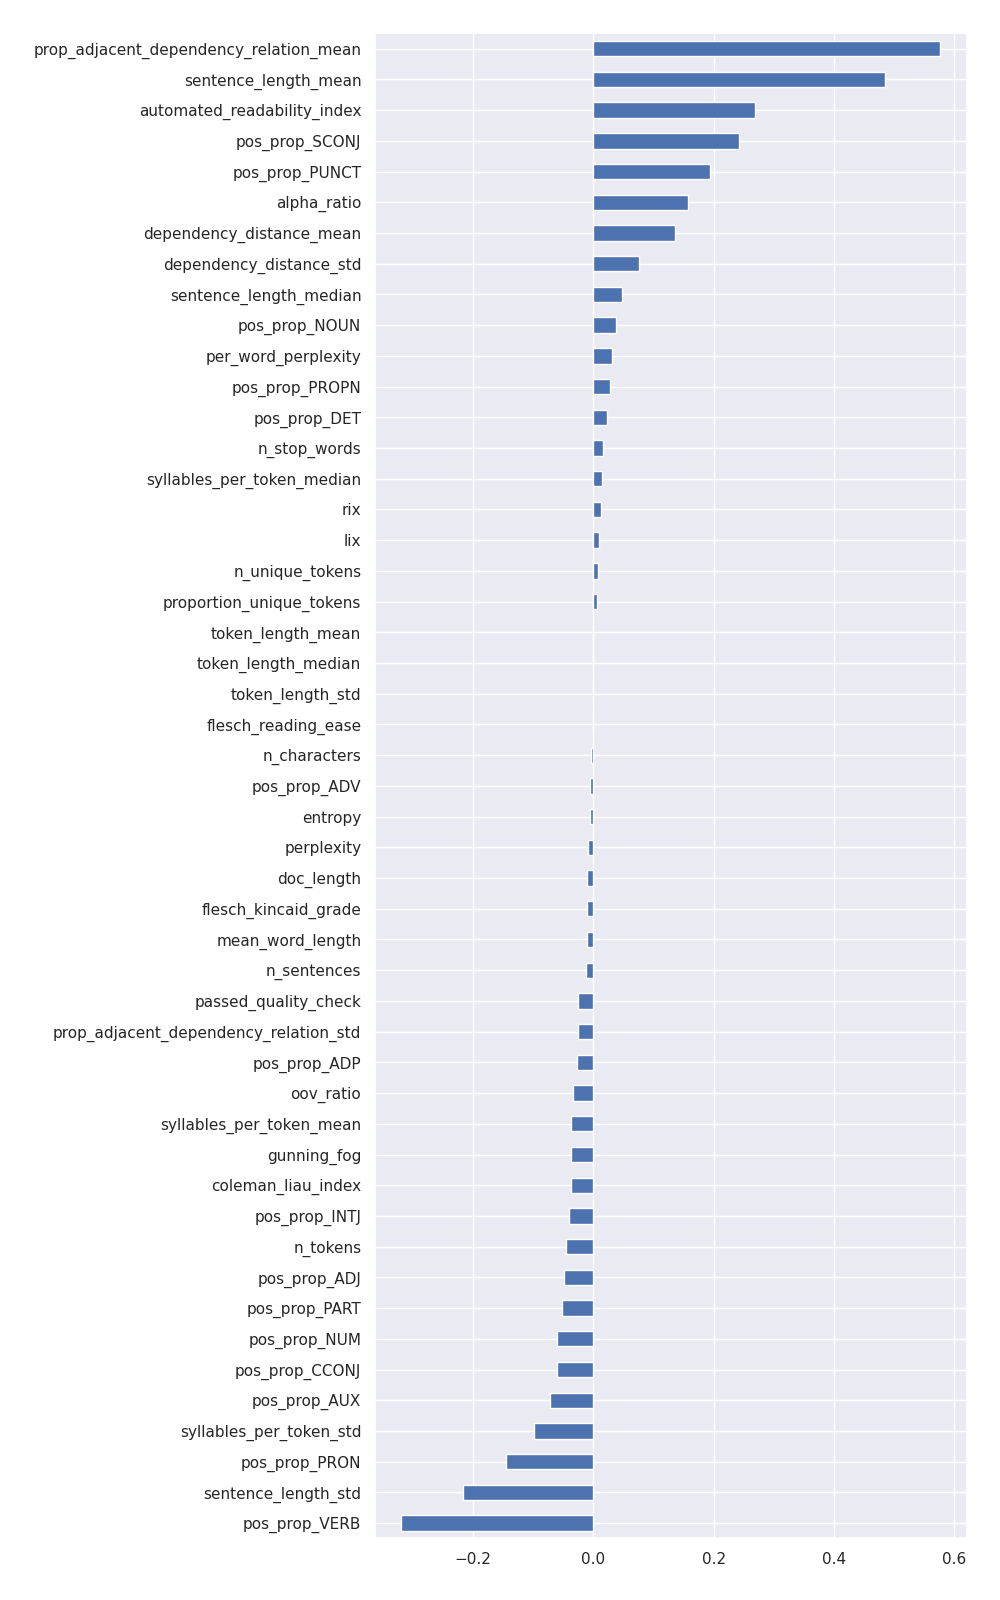 prop_adjacent_dependency_relation_mean
sentence_length_mean
automated_readability_index
pos_prop_SCONJ
pos_prop_PUNCT
alpha_ratio
dependency_distance_mean
dependency_distance_std
sentence_length_median
pos_prop_NOUN
per_word_perplexity
pos_prop_PROPN
pos_prop_DET
n_stop_words
syllables_per_token_median
rix
lix
n_unique_tokens
proportion_unique_tokens
token_length_mean
token_length_median
token_length_std
flesch_reading_ease
n_characters
pos_prop_ADV
entropy
perplexity
doc_length
flesch_kincaid_grade
mean_word_length
n_sentences
passed_quality_check
prop_adjacent_dependency_relation_std
pos_prop_ADP
oov_ratio
syllables_per_token_mean
gunning_fog
coleman_liau_index
pos_prop_INTJ
n_tokens
pos_prop_ADJ
pos_prop_PART
pos_prop_NUM
pos_prop_CCONJ
pos_prop_AUX
syllables_per_token_std
pos_prop_PRON
sentence_length_std
pos_prop_VERB
−0.2 0.0 0.2 0.4 0.6